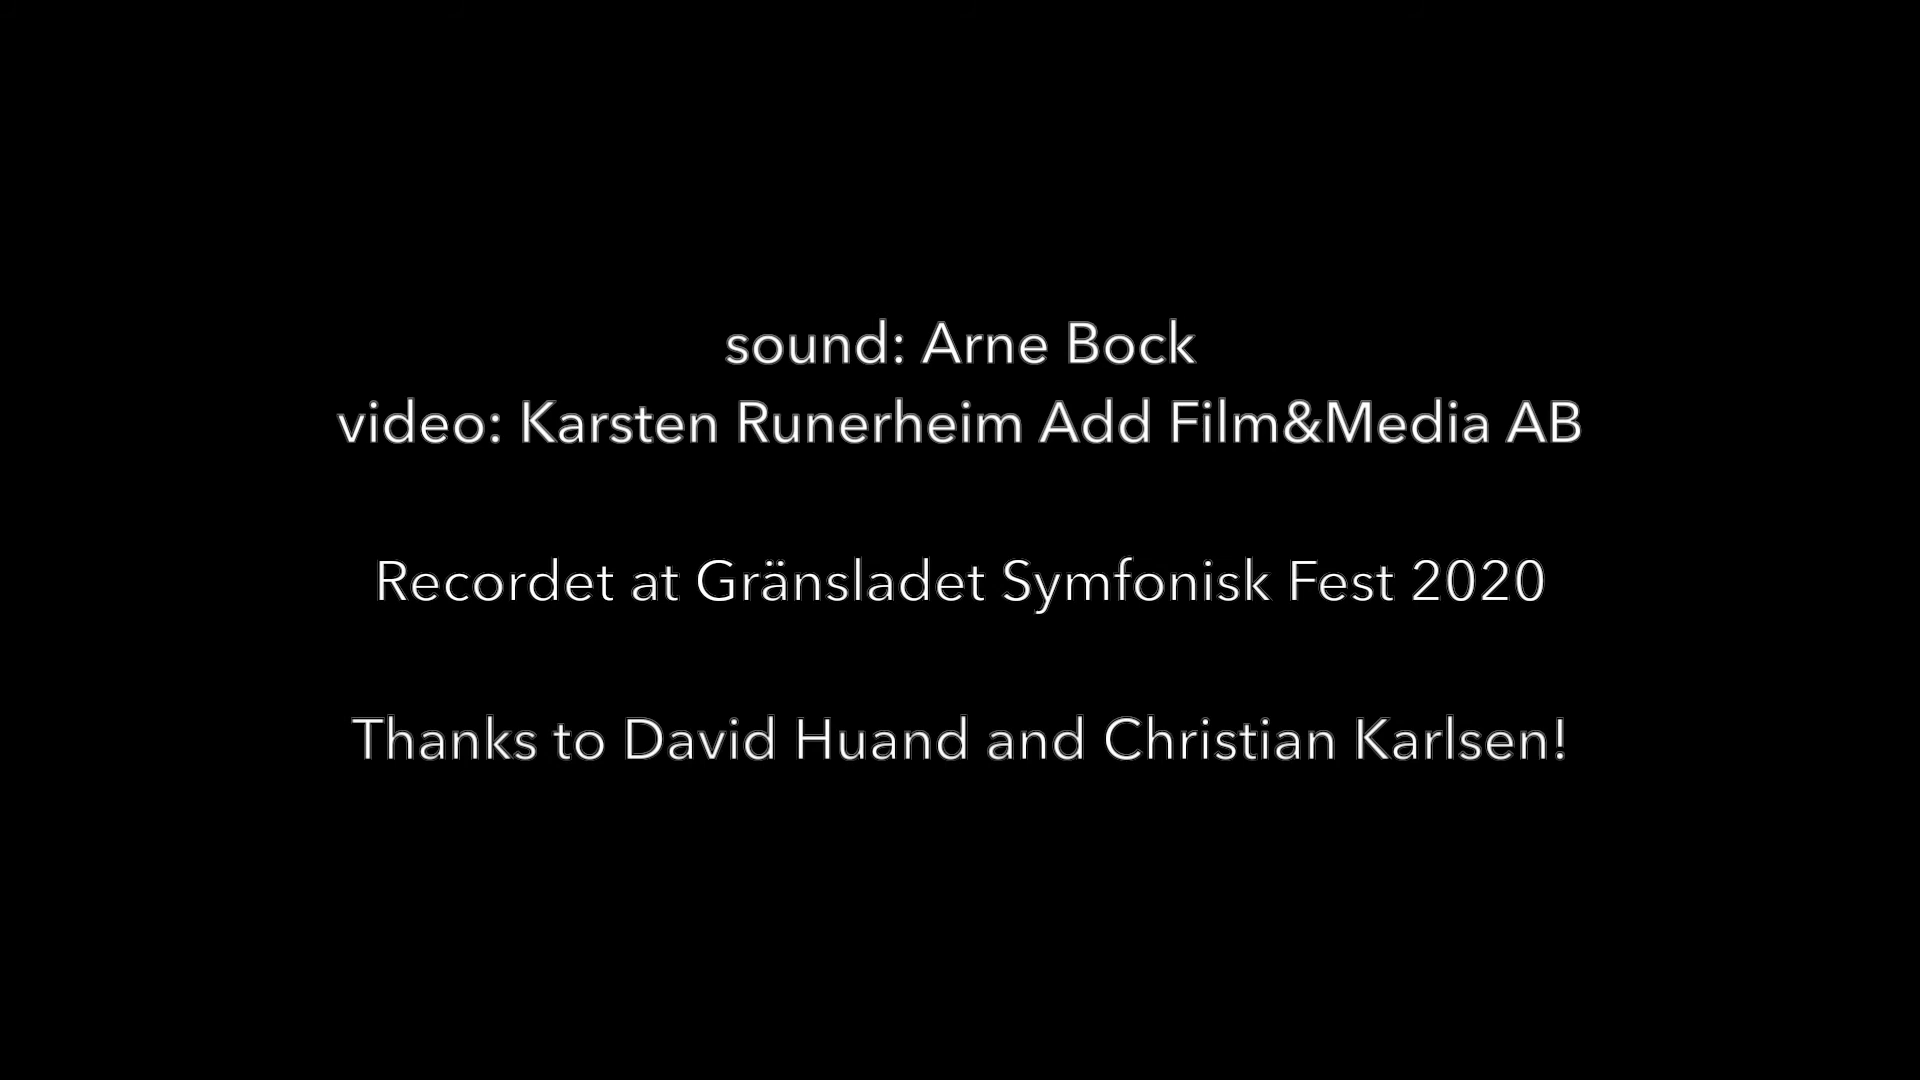 sound: Arne Bock
video: Karsten Runerheim Add Film&Media AB
Recordet at Gränsladet Symfonisk Fest 2020
Thanks to David Huand and Christian Karlsen!